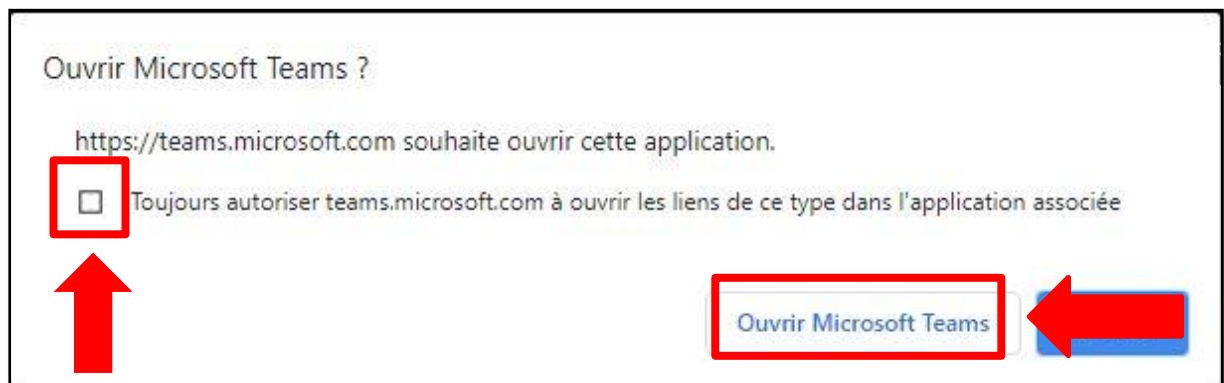 Ouvrir Microsoft Teams ?
https://teams.microsoft.com souhaite ouvrir cette application.
Toujours autoriser teams.microsoft.com à ouvrir les liens de ce type dans l'application associée
Ouvrir Microsoft Teams